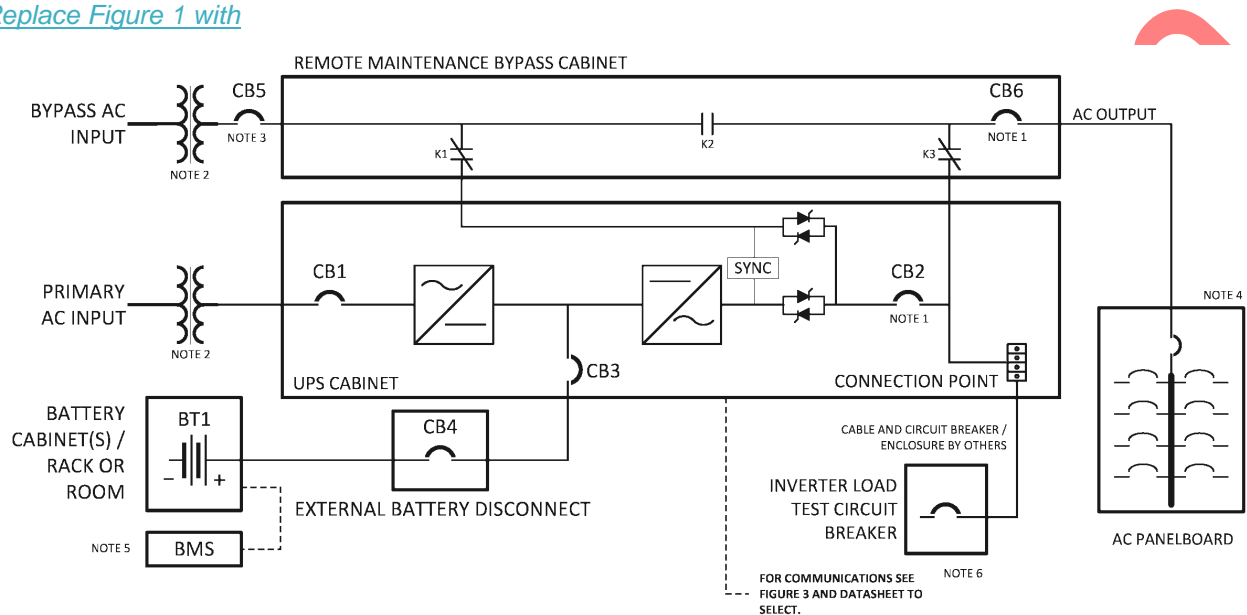 Replace Figure 1 with
REMOTE MAINTENANCE BYPASS CABINET
CB5
CB6
BYPASS AC
INPUT
AC OUTPUT
NOTE 3
NOTE 1
K1
K2
K3
NOTE 2
SYNC
CB1
CB2
PRIMARY
AC INPUT
NOTE 1
NOTE 4
NOTE 2
CB3
UPS CABINET
CONNECTION POINT
BATTERY
CABINET(S) /
RACK OR
ROOM
BT1
– +
CB4
EXTERNAL BATTERY DISCONNECT
CABLE AND CIRCUIT BREAKER /
ENCLOSURE BY OTHERS
INVERTER LOAD
TEST CIRCUIT
BREAKER
AC PANELBOARD
NOTE 5
BMS
NOTE 6
FOR COMMUNICATIONS SEE
FIGURE 3 AND DATASHEET TO
SELECT.